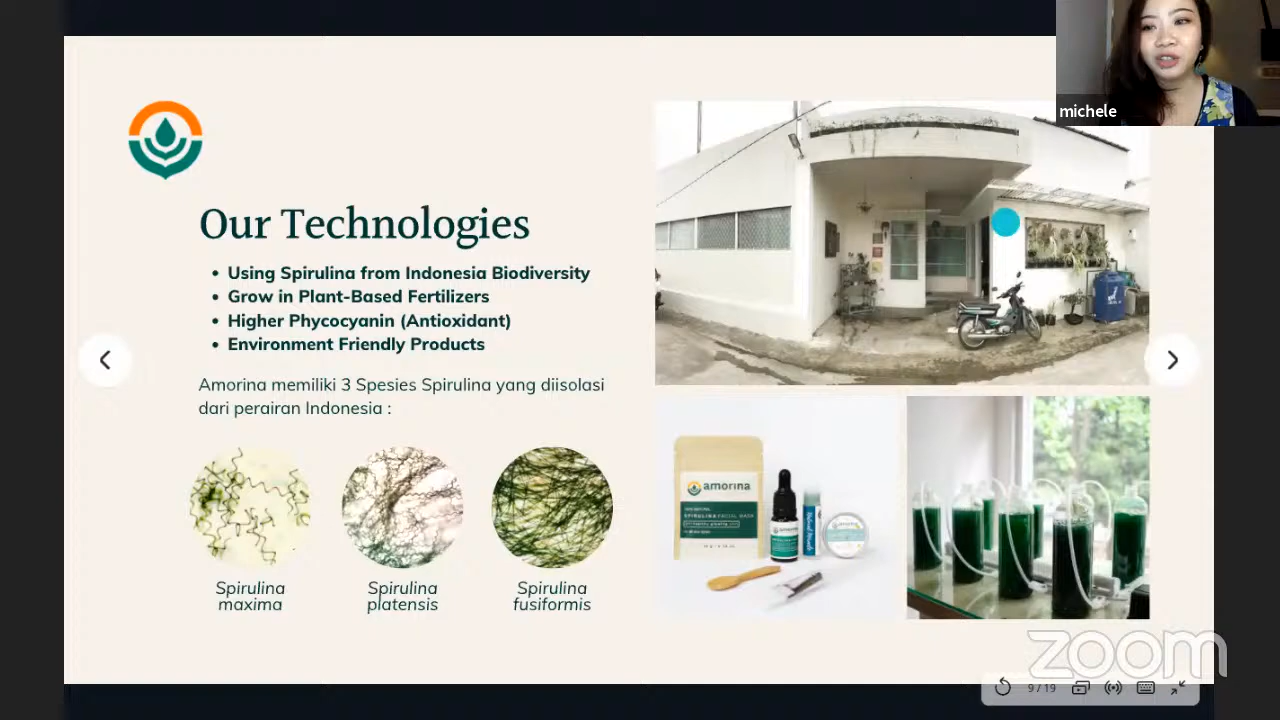 michele
Our Technologies
• Using Spirulina from Indonesia Biodiversity
• Grow in Plant-Based Fertilizers
• Higher Phycocyanin (Antioxidant)
• Environment Friendly Products
Amorina memiliki 3 Spesies Spirulina yang diisolasi
dari perairan Indonesia :
Spirulina
maxima
Spirulina
platensis
Spirulina
fusiformis
amorina
SPIRULINA FACIAL MASK
zoom
9/19